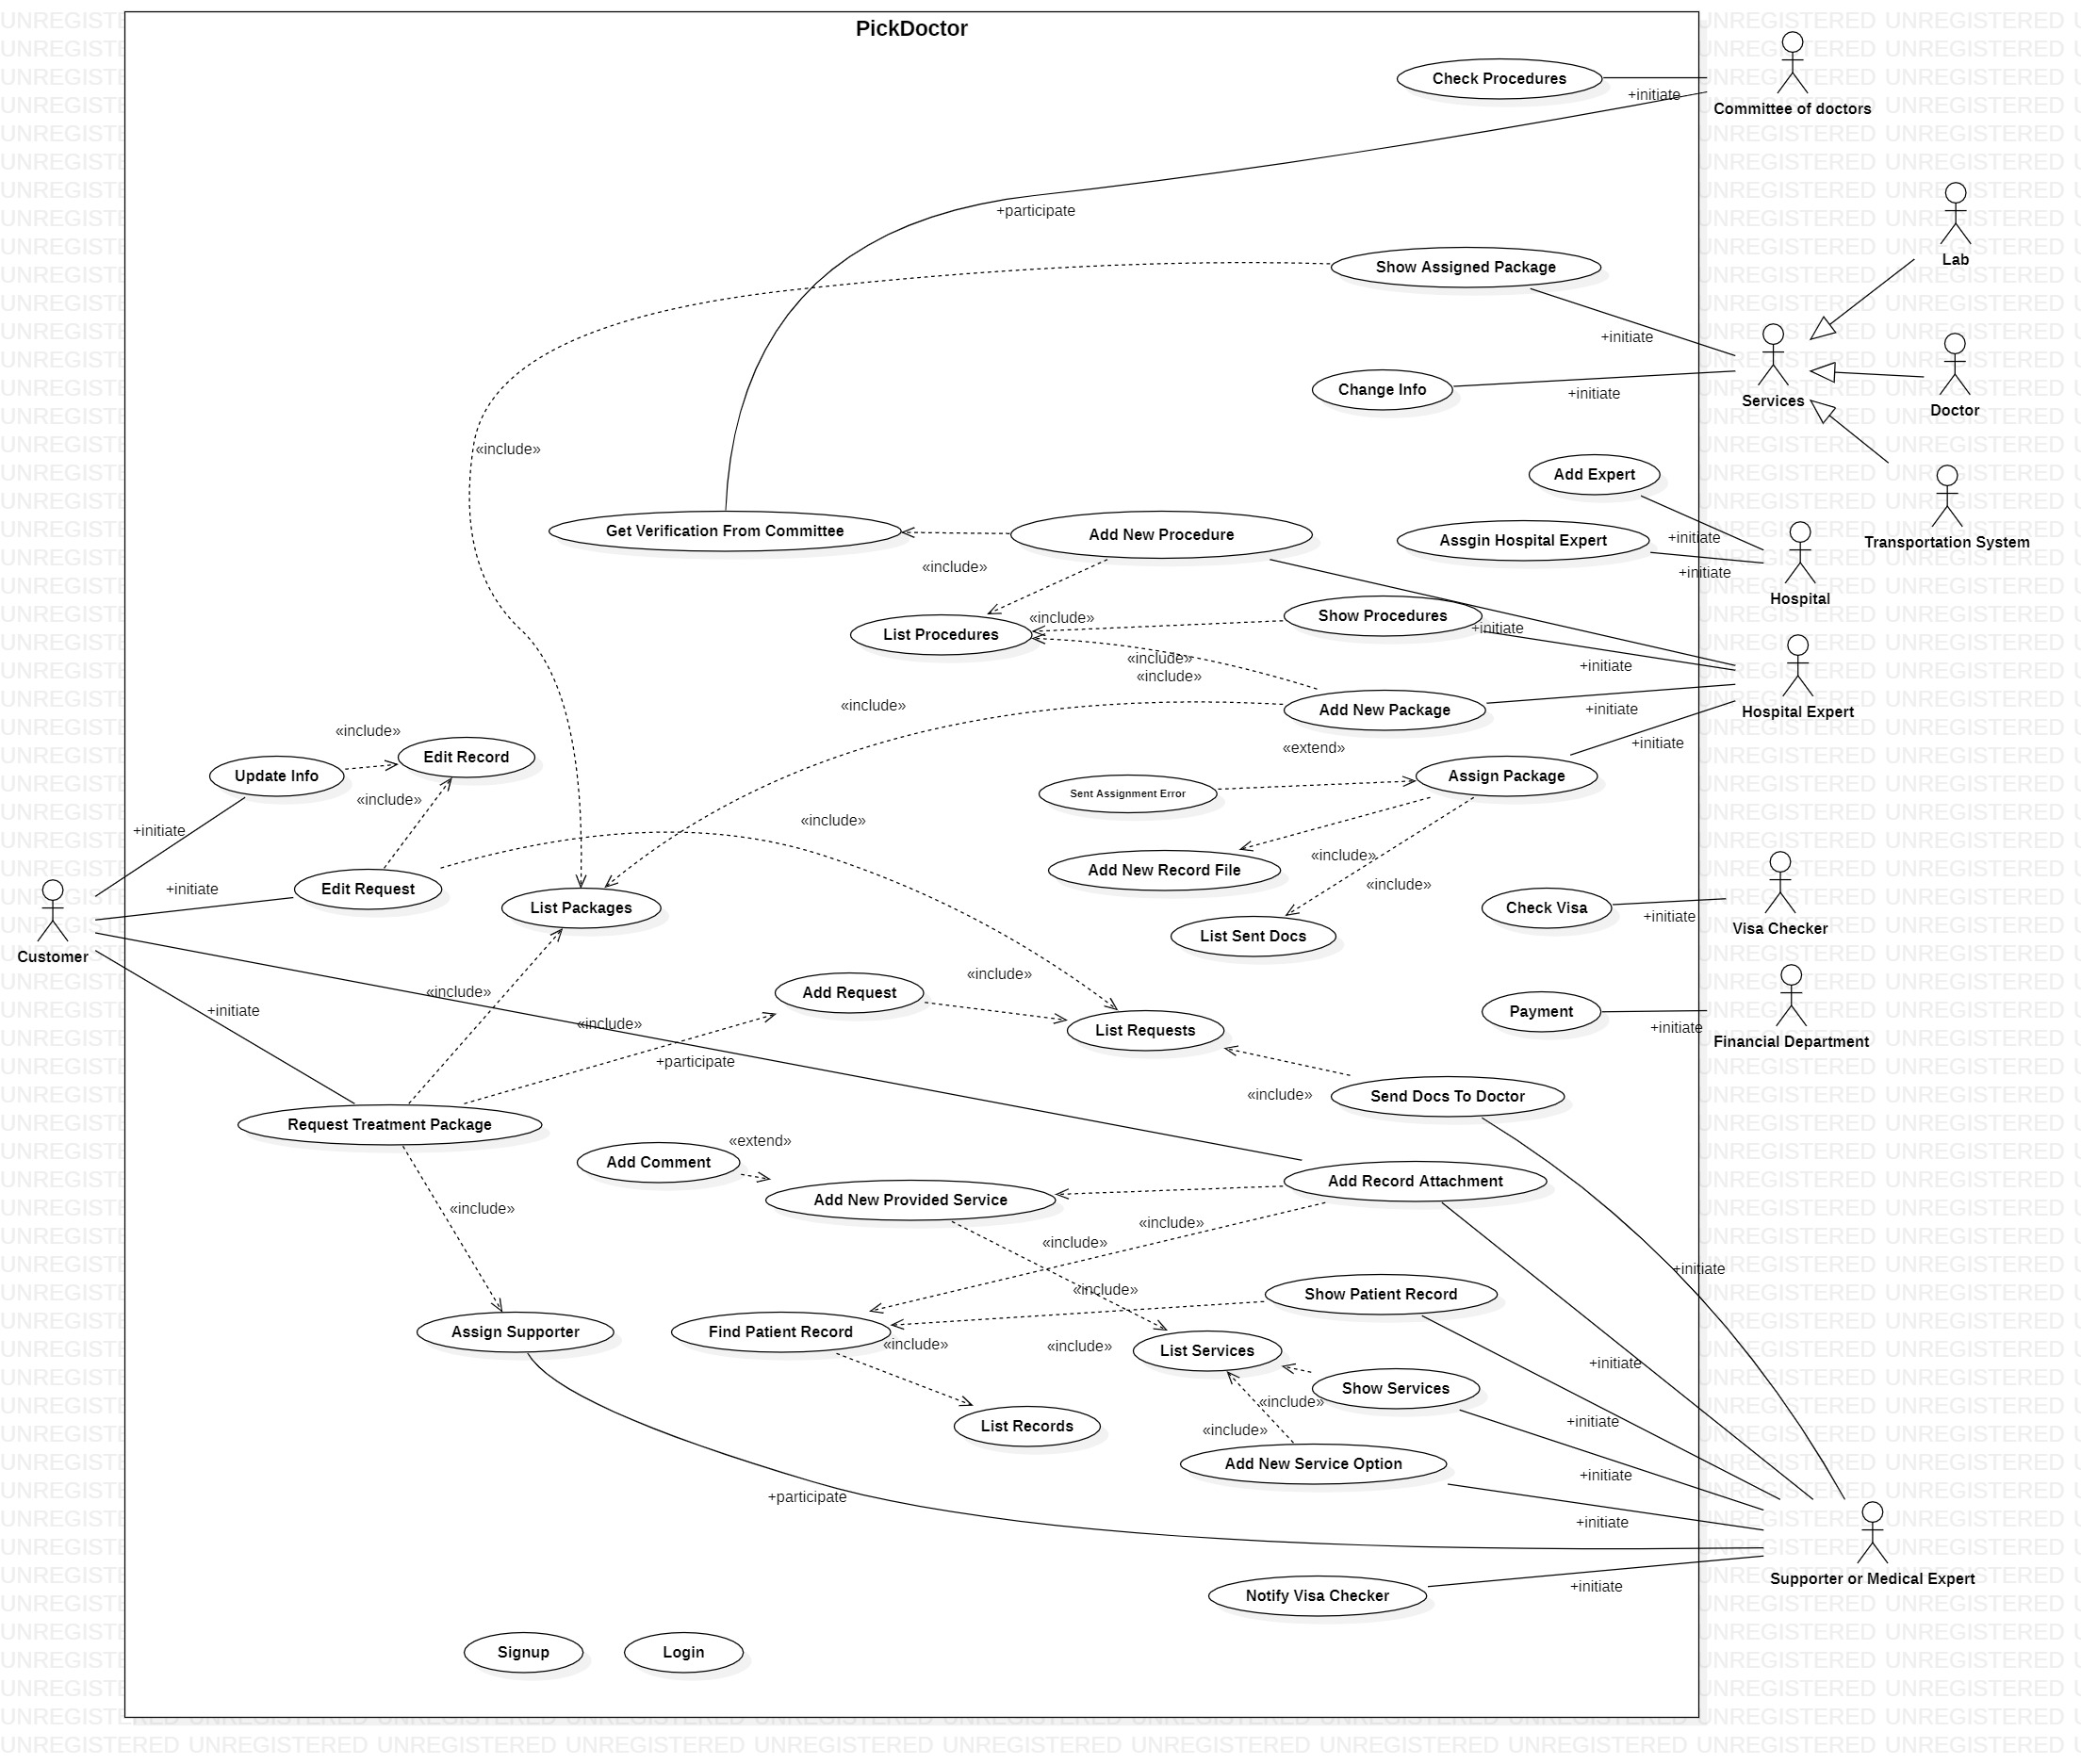 PickDoctor
Check Procedures
+initiate
Committee of doctors
+participate
Lab
Show Assigned Package
+initiate
Change Info
+initiate
Services
Doctor
«include»
Add Expert
Get Verification From Committee
Add New Procedure
Assgin Hospital Expert
+initiate
Transportation System
«include»
+initiate
Hospital
«include»
Show Procedures
List Procedures
+initiate
«include»
+initiate
«include»
«include»
Add New Package
+initiate
Hospital Expert
«include»
Edit Record
«extend»
+initiate
Update Info
Assign Package
«include»
Sent Assignment Error
«include»
+initiate
«include»
Add New Record File
+initiate
Edit Request
«include»
List Packages
Check Visa
+initiate
Visa Checker
List Sent Docs
Customer
«include»
«include»
Add Request
+initiate
Payment
«include»
List Requests
+initiate
Financial Department
+participate
«include»
Send Docs To Doctor
Request Treatment Package
«extend»
Add Comment
Add New Provided Service
Add Record Attachment
«include»
«include»
«include»
+initiate
«include»
Show Patient Record
Assign Supporter
Find Patient Record
«include»
«include»
List Services
+initiate
Show Services
«include»
+initiate
List Records
«include»
Add New Service Option
+initiate
+participate
+initiate
Supporter or Medical Expert
Notify Visa Checker
+initiate
Signup
Login
UNREGISTERED UNREGISTERED UNREGISTERED UNREGISTERED UNREGISTERED UNREGISTERED UNREGISTERED UNREGISTERED UNREGISTERED UNREGISTERED UNREGISTERED